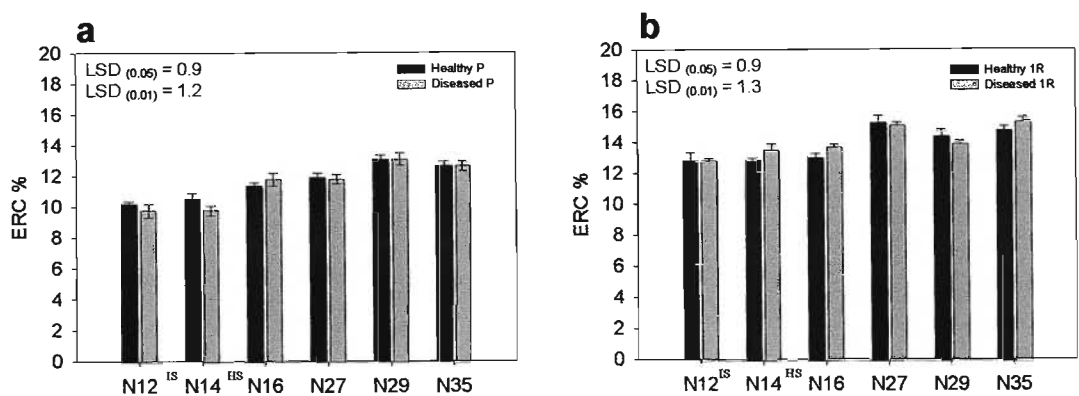 a
20
18
16
14
12
10
8
6
4
2
0
ERC %
LSD (0.05) = 0.9
LSD (0.01) = 1.2
Healthy P
Diseased P
N12 IS N14 HS N16 N27 N29 N35
b
20
18
16
14
12
10
8
6
4
2
0
ERC %
LSD (0.05) = 0.9
LSD (0.01) = 1.3
Healthy 1R
Diseased 1R
N12 IS N14 HS N16 N27 N29 N35